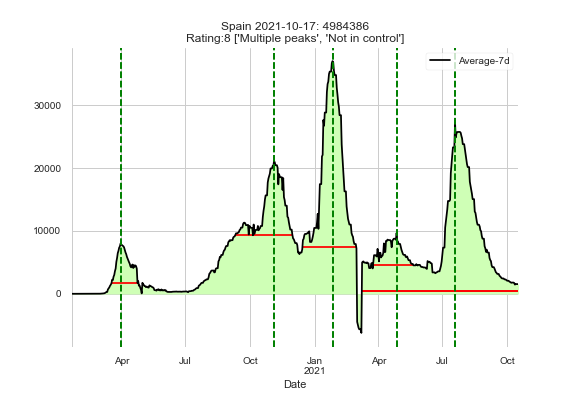 Spain 2021-10-17: 4984386
Rating:8 ['Multiple peaks', 'Not in control']
Average-7d
30000
20000
10000
0
Apr
Jul
Oct
Jan
2021
Apr
Jul
Oct
Date